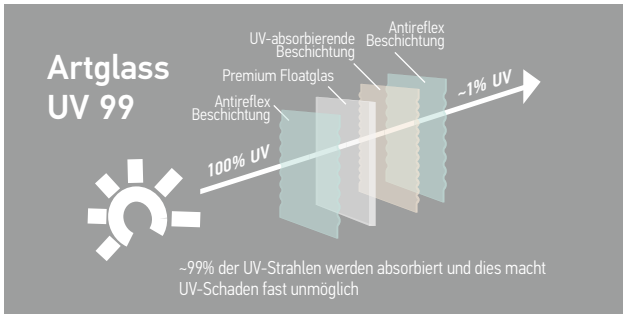 Artglass
UV 99
Antireflex
Beschichtung
UV-absorbierende
Beschichtung
Premium Floatglas
Antireflex
Beschichtung
100% UV
~1% UV
~99% der UV-Strahlen werden absorbiert und dies macht
UV-Schaden fast unmöglich